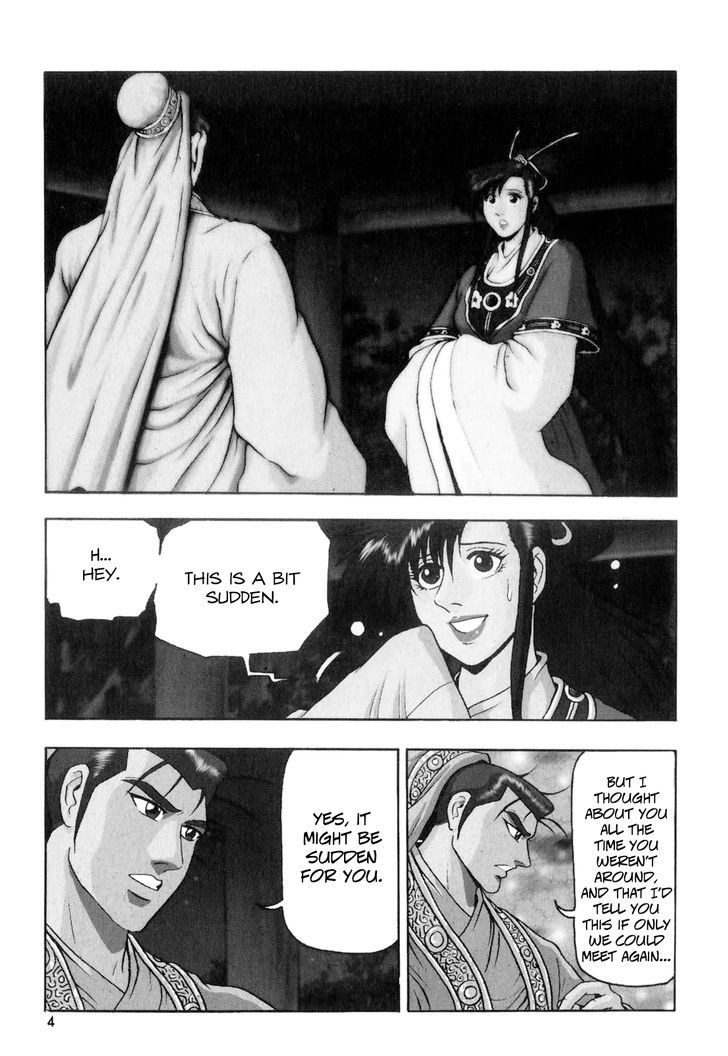 H...
HEY.
THIS IS A BIT
SUDDEN.
YES, IT
MIGHT BE
SUDDEN
FOR YOU.
BUT I
THOUGHT
ABOUT YOU
ALL THE
TIME YOU
WEREN'T
AROUND,
AND THAT I'D
TELL YOU
THIS IF ONLY
WE COULD
MEET AGAIN...
4